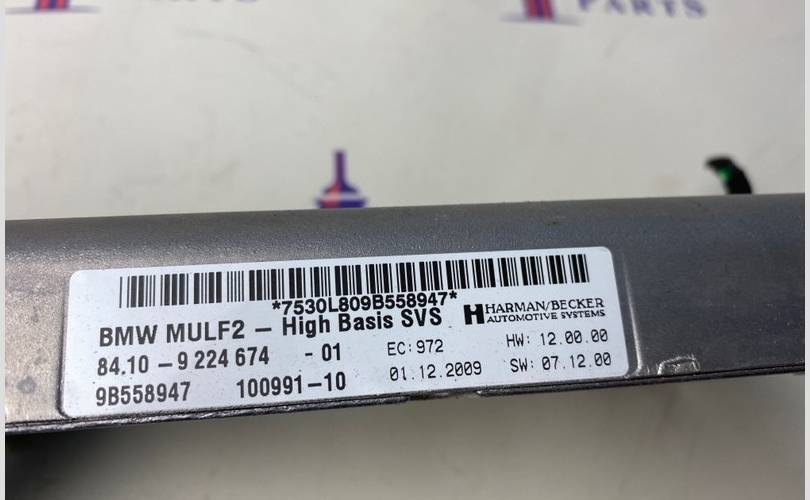 PARTS
*7530L809B558947*
BMW MULF2 – High Basis SVS
HARMAN/BECKER
AUTOMOTIVE SYSTEMS
84.10 - 9 224 674 - 01
EC: 972
HW: 12.00.00
9B558947 100991-10
01.12.2009
SW: 07.12.00